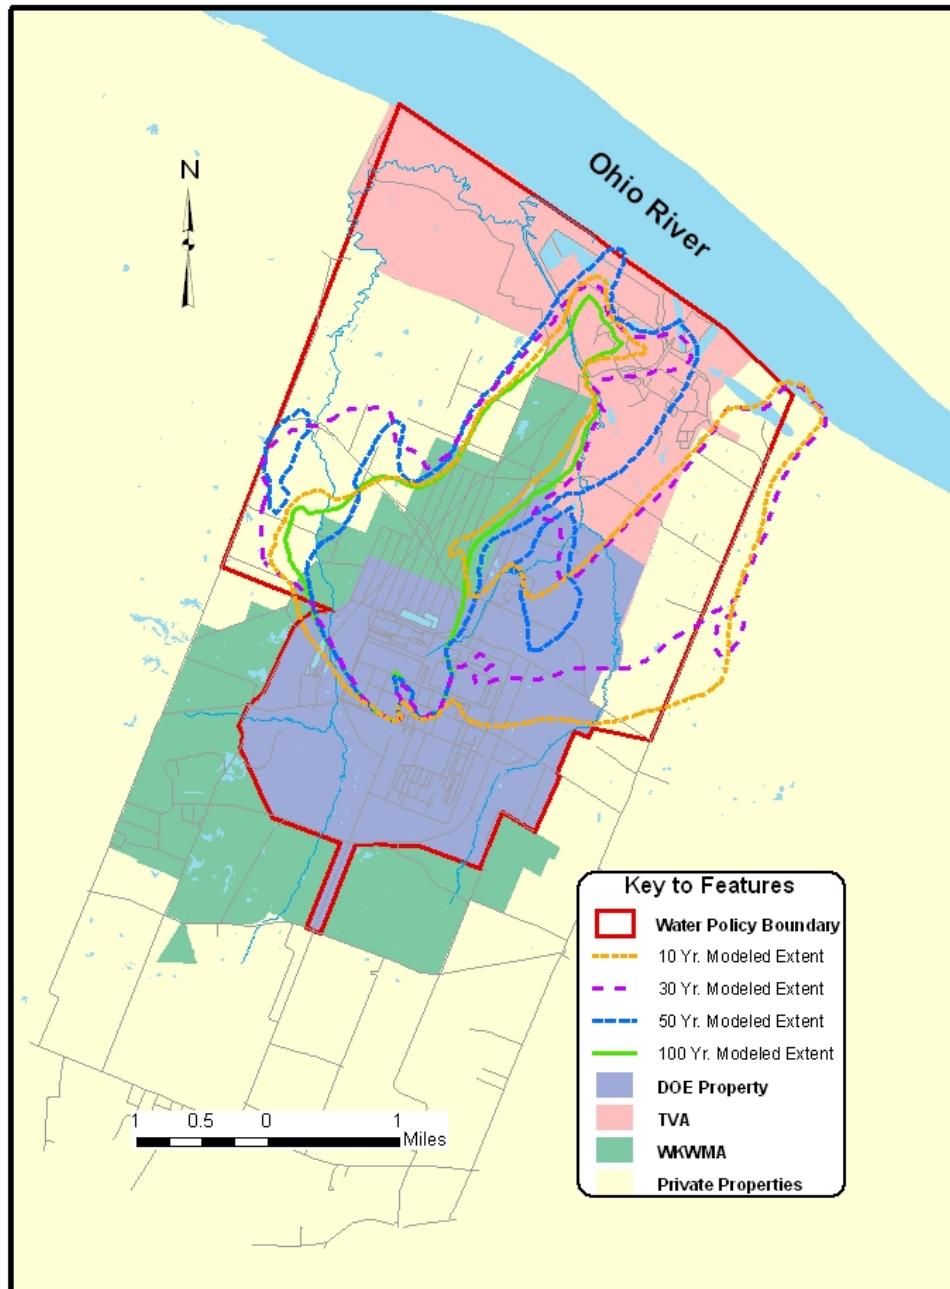 N
Ohio River
Key to Features
Water Policy Boundary
10 Yr. Modeled Extent
30 Yr. Modeled Extent
50 Yr. Modeled Extent
100 Yr. Modeled Extent
DOE Property
TVA
WKWMA
Private Properties
1 0.5 0 1
Miles